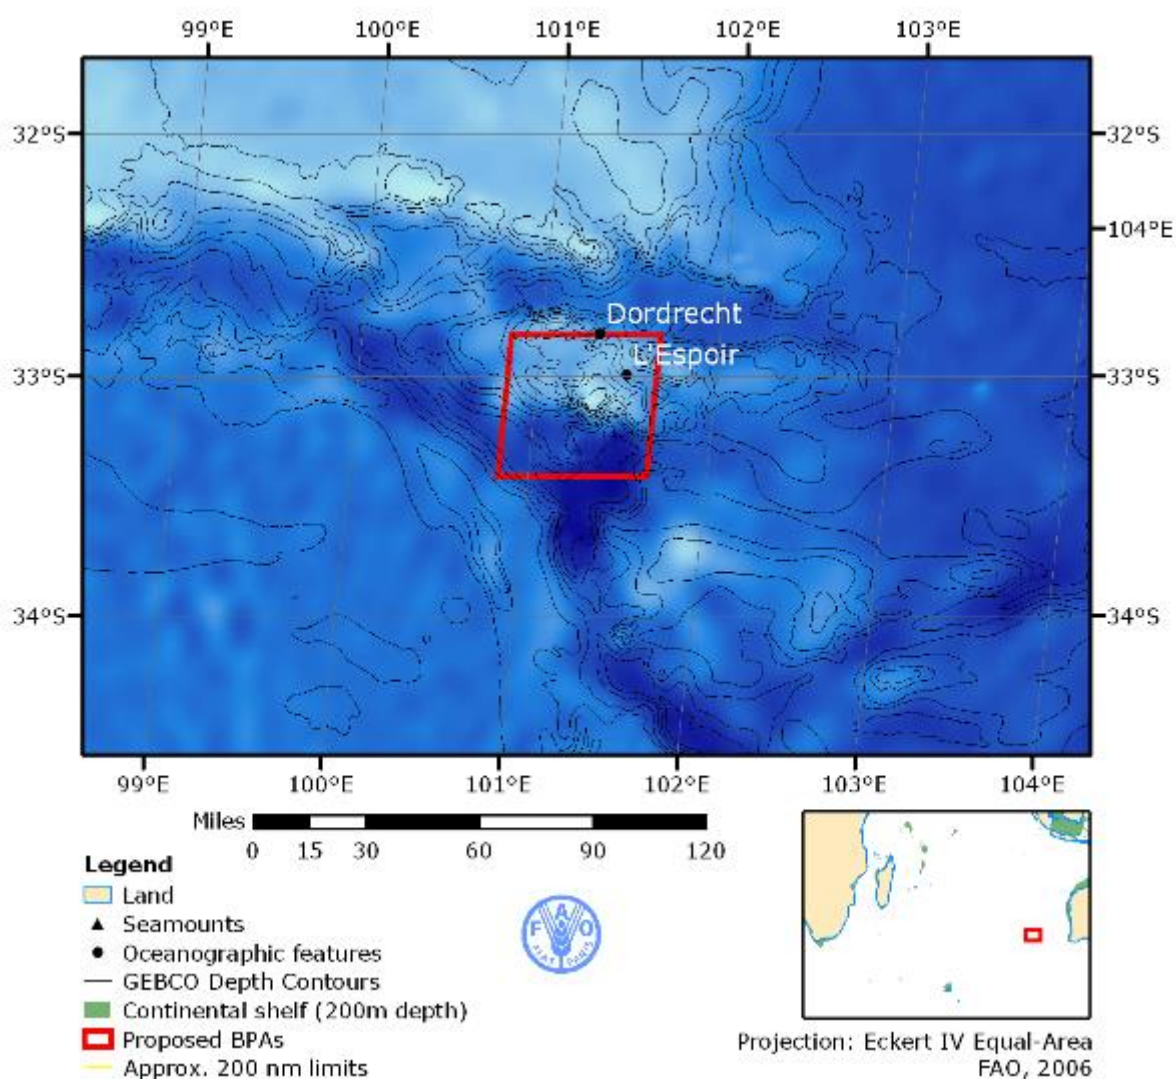 99°E 100°E 101°E 102°E 103°E
32°S 32°S
104°E
Dordrecht
L'Espoir
33°S 33°S
34°S 34°S
99°E 100°E 101°E 102°E 103°E 104°E
Miles
0 15 30 60 90 120
Legend
Land
Seamounts
Oceanographic features
GEBCO Depth Contours
Continental shelf (200m depth)
Proposed BPAs
Approx. 200 nm limits
F A O
FIAT PANIS
Projection: Eckert IV Equal-Area
FAO, 2006